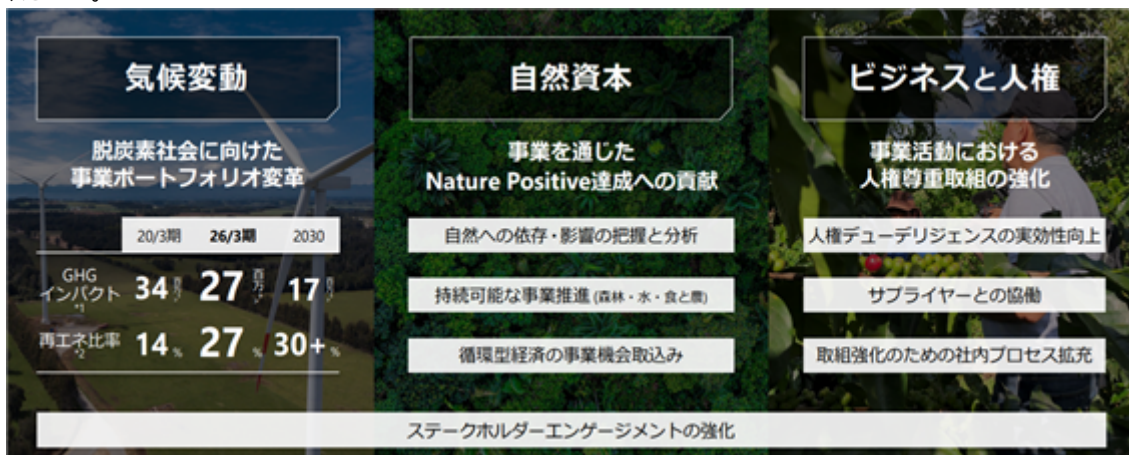 気候変動
脱炭素社会に向けた
事業ポートフォリオ変革
20/3期 26/3期 2030
GHG
インパクト
*1
34 27 百万 17
再エネ比率
*2
14% 27% 30+%
自然資本
事業を通じた
Nature Positive達成への貢献
自然への依存・影響の把握と分析
持続可能な事業推進 (森林・水・食と農)
循環型経済の事業機会取込み
ビジネスと人権
事業活動における
人権尊重取組の強化
人権デューデリジェンスの実効性向上
サプライヤーとの協働
取組強化のための社内プロセス拡充
ステークホルダーエンゲージメントの強化